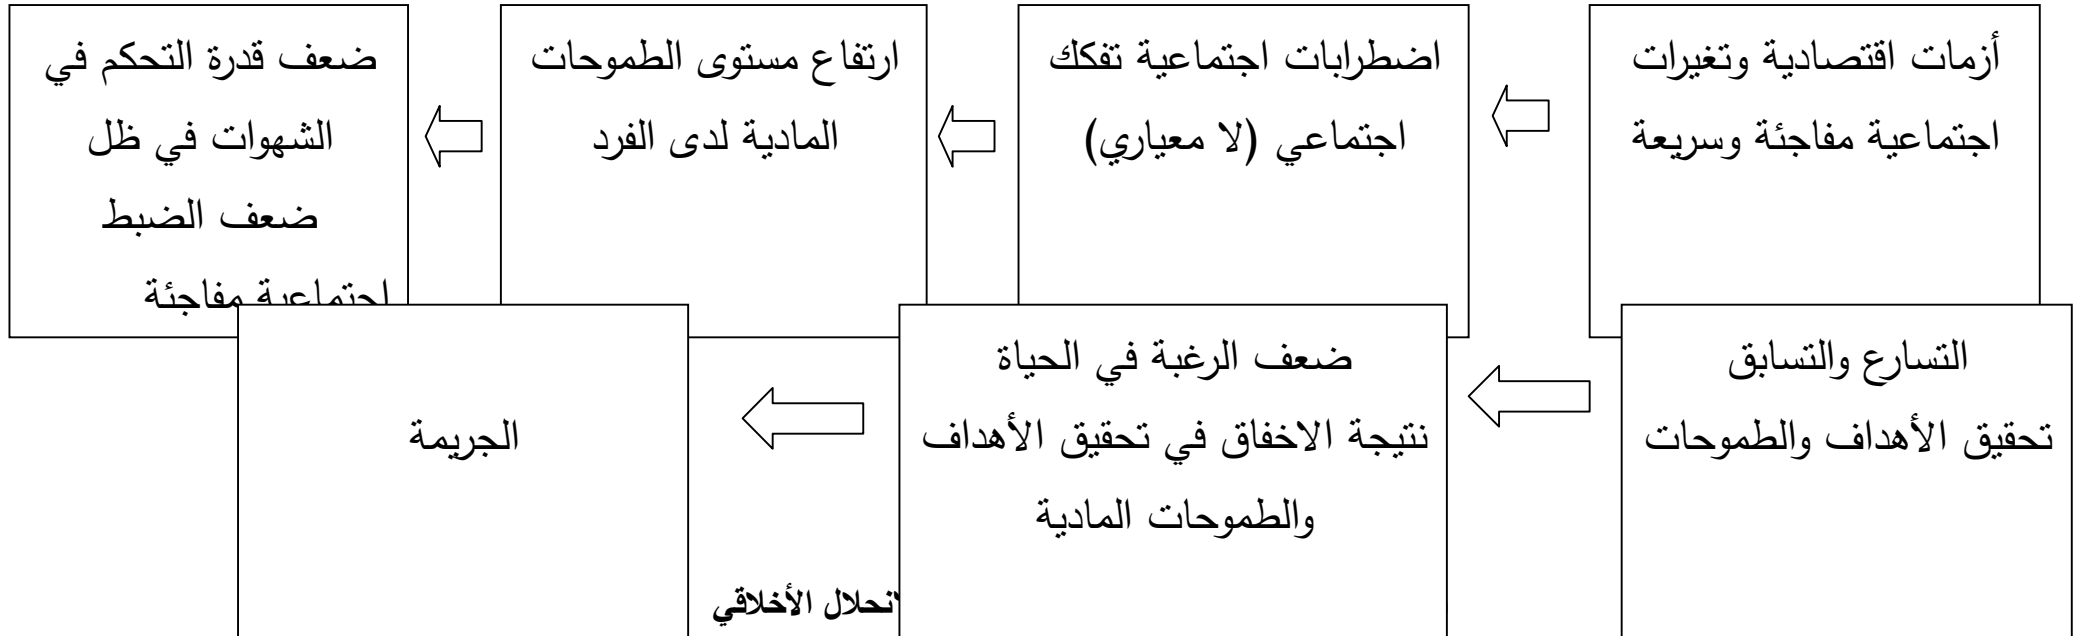 أزمات اقتصادية وتغيرات
اجتماعية مفاجئة وسريعة
اضطرابات اجتماعية تفكك
اجتماعي (لا معياري)
ارتفاع مستوى الطموحات
المادية لدى الفرد
ضعف قدرة التحكم في
الشهوات في ظل
ضعف الضبط
اجتماعية مفاجئة
التسارع والتسابق
تحقيق الأهداف والطموحات
ضعف الرغبة في الحياة
نتيجة الاخفاق في تحقيق الأهداف
والطموحات المادية
الجريمة
الأخلاقي